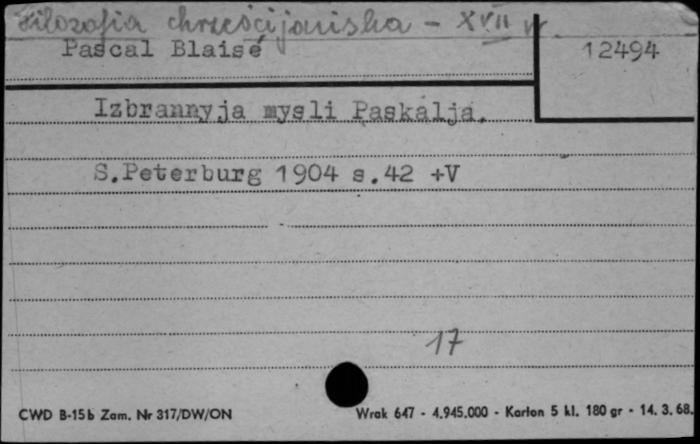 Filozofia chrześcijańska - XVII w.
Pascal Blaise
12494
Izbrannyja mysli Paskalja.
S.Peterburg 1904 s.42 +V
17
CWD B-15b Zam. Nr 317/DW/ON
Wrak 647 - 4.945.000 - Karton 5 kl. 180 gr - 14. 3. 68.